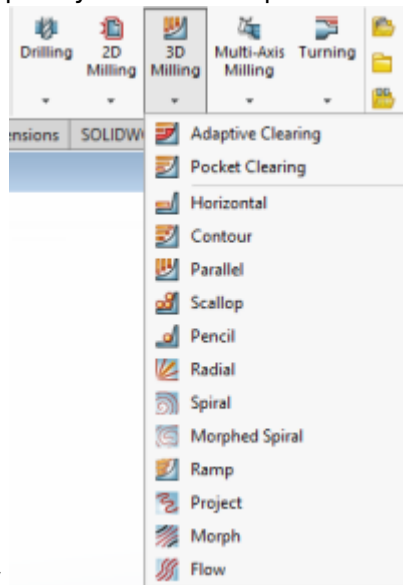 Drilling 2D Milling 3D Milling Multi-Axis Milling Turning
SOLIDW
Adaptive Clearing
Pocket Clearing
Horizontal
Contour
Parallel
Scallop
Pencil
Radial
Spiral
Morphed Spiral
Ramp
Project
Morph
Flow